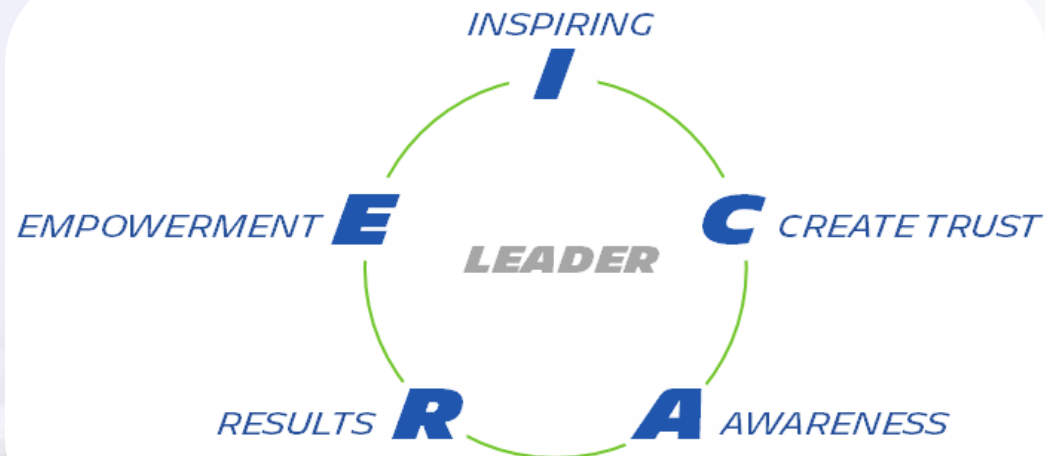 INSPIRING
I
EMPOWERMENT E
C CREATE TRUST
LEADER
RESULTS R
A AWARENESS